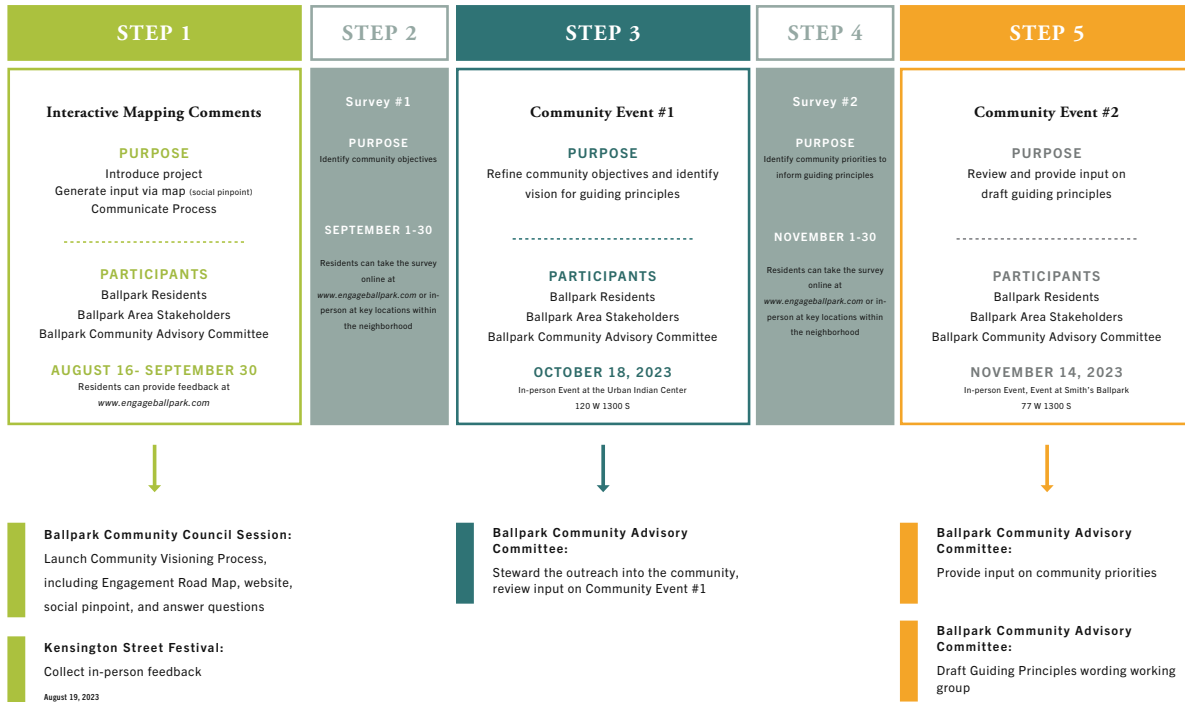 STEP 1
Interactive Mapping Comments
PURPOSE
Introduce project
Generate input via map (social pinpoint)
Communicate Process
PARTICIPANTS
Ballpark Residents
Ballpark Area Stakeholders
Ballpark Community Advisory Committee
AUGUST 16- SEPTEMBER 30
Residents can provide feedback at
www.engageballpark.com
Ballpark Community Council Session:
Launch Community Visioning Process,
including Engagement Road Map, website,
social pinpoint, and answer questions
Kensington Street Festival:
Collect in-person feedback
August 19, 2023
STEP 2
Survey #1
PURPOSE
Identify community objectives
SEPTEMBER 1-30
Residents can take the survey
online at
www.engageballpark.com or in-
person at key locations within
the neighborhood
STEP 3
Community Event #1
PURPOSE
Refine community objectives and identify
vision for guiding principles
PARTICIPANTS
Ballpark Residents
Ballpark Area Stakeholders
Ballpark Community Advisory Committee
OCTOBER 18, 2023
In-person Event at the Urban Indian Center
120 W 1300 S
Ballpark Community Advisory
Committee:
Steward the outreach into the community,
review input on Community Event #1
STEP 4
Survey #2
PURPOSE
Identify community priorities to
inform guiding principles
NOVEMBER 1-30
Residents can take the survey
online at
www.engageballpark.com or in-
person at key locations within
the neighborhood
STEP 5
Community Event #2
PURPOSE
Review and provide input on
draft guiding principles
PARTICIPANTS
Ballpark Residents
Ballpark Area Stakeholders
Ballpark Community Advisory Committee
NOVEMBER 14, 2023
In-person Event, Event at Smith's Ballpark
77 W 1300 S
Ballpark Community Advisory
Committee:
Provide input on community priorities
Ballpark Community Advisory
Committee:
Draft Guiding Principles wording working
group